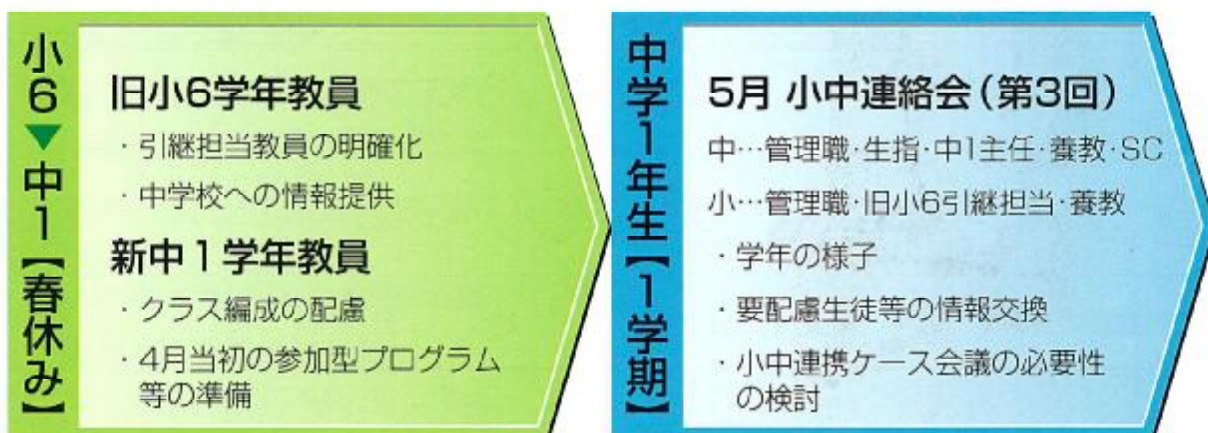 小6▼中1【春休み】
旧小6学年教員
・引継担当教員の明確化
・中学校への情報提供
新中1学年教員
・クラス編成の配慮
・4月当初の参加型プログラム
等の準備
中学1年生【1学期】
5月 小中連絡会（第3回）
中…管理職・生指・中1主任・養教・SC
小…管理職・旧小6引継担当・養教
・学年の様子
・要配慮生徒等の情報交換
・小中連携ケース会議の必要性
の検討